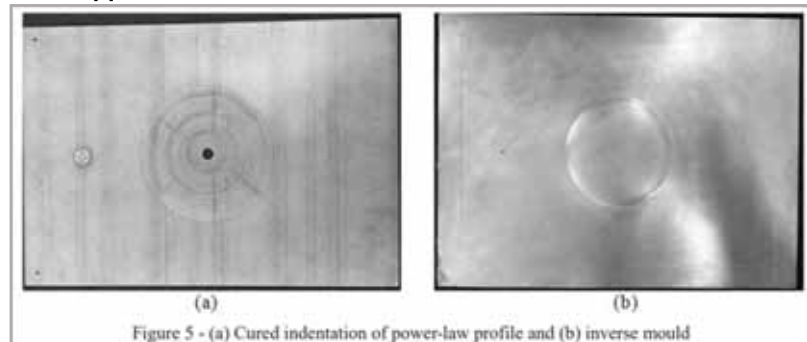 (a)
(b)
Figure 5 - (a) Cured indentation of power-law profile and (b) inverse mould